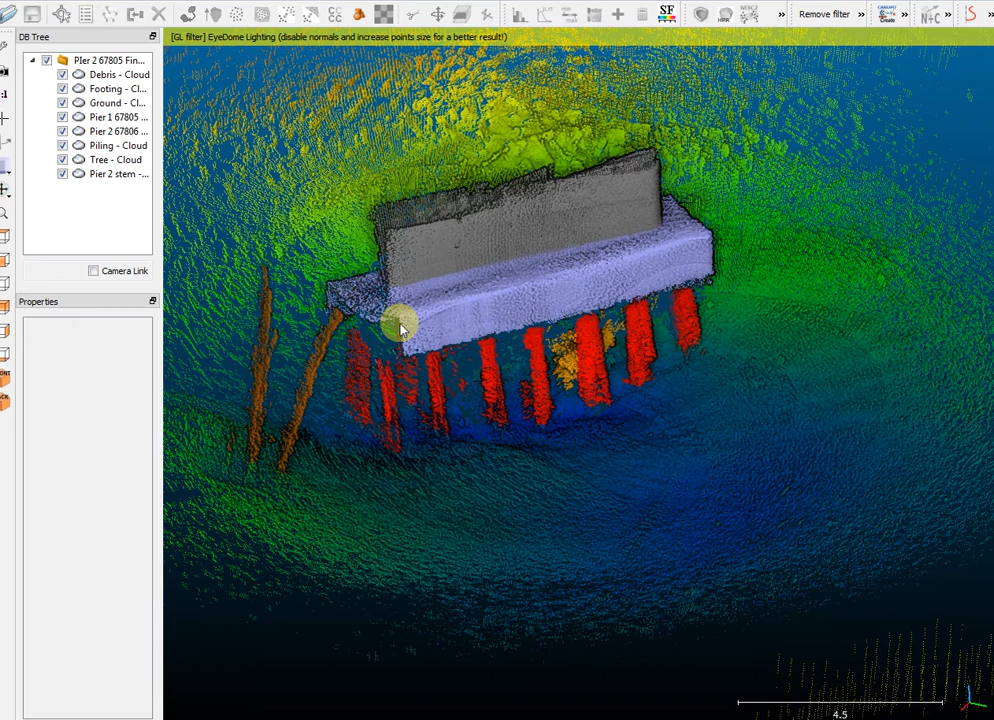 SF
Remove filter
Create
N+C
DB Tree
[GL filter] EyeDome Lighting (disable normals and increase points size for a better result!)
PIer 2 67805 Fin...
Debris - Cloud
Footing - Cl...
Ground - Cl...
Pier 1 67805 ...
Pier 2 67806 ...
Piling - Cloud
Tree - Cloud
Pier 2 stem -...
Camera Link
Properties
4.5